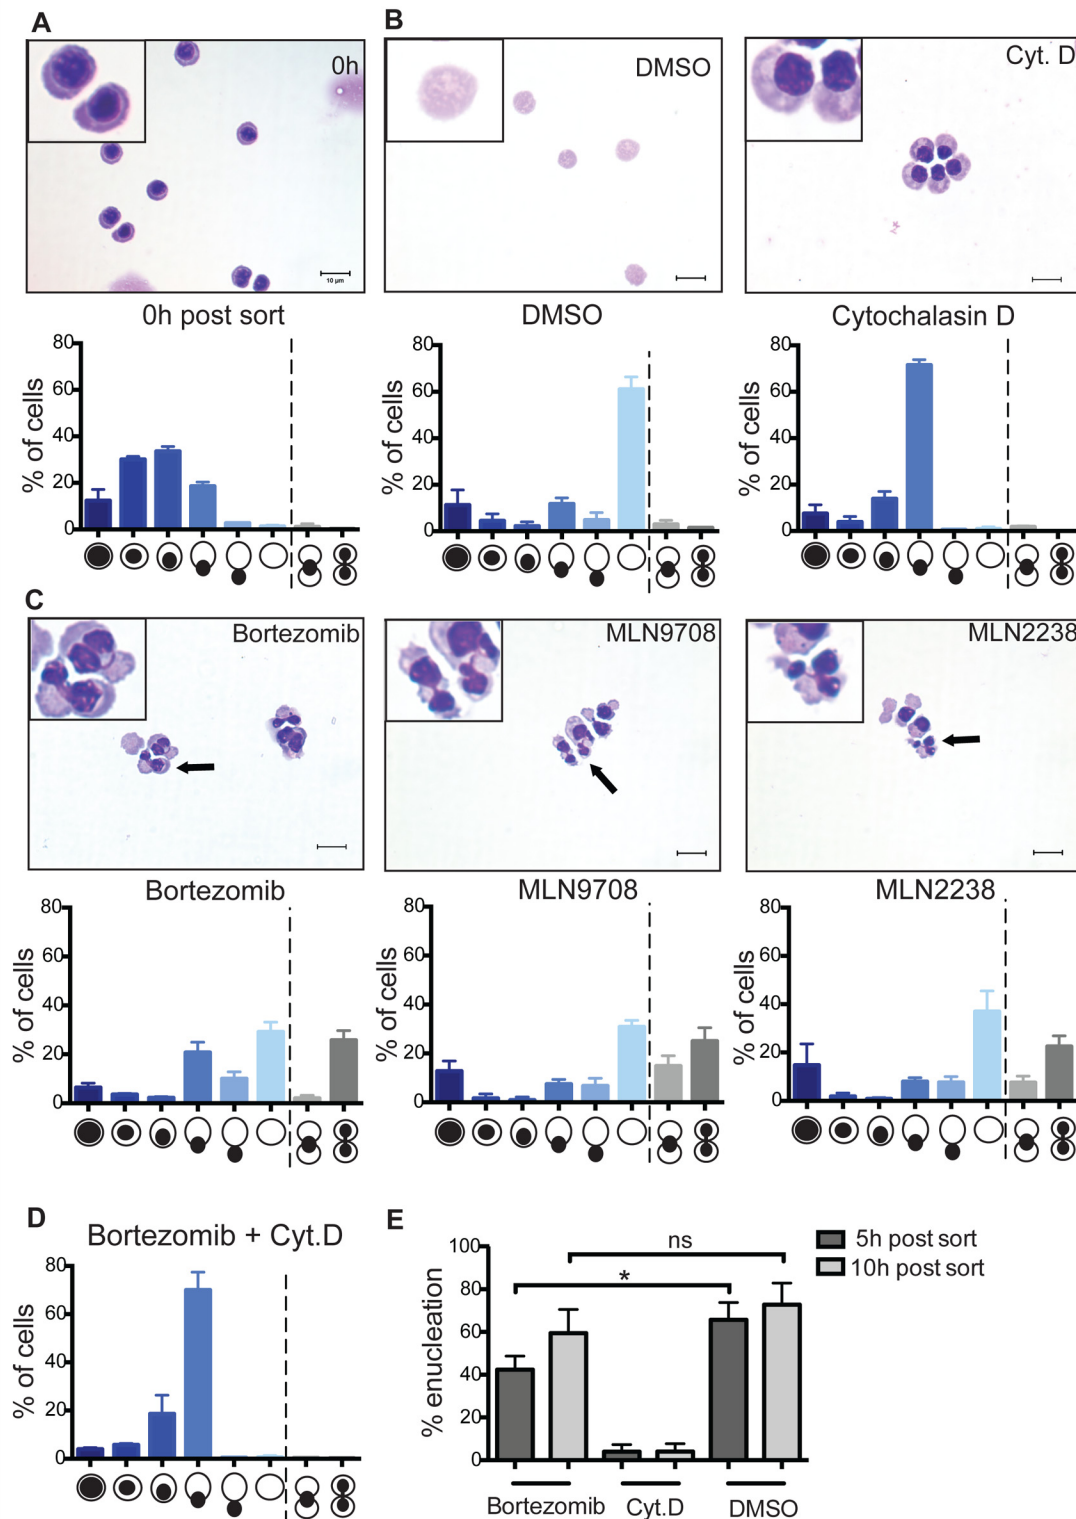 A
B
0h
10 µm
DMSO
Cyt. D
0h post sort
DMSO
Cytochalasin D
% of cells
80
60
40
20
0
% of cells
80
60
40
20
0
% of cells
80
60
40
20
0
C
Bortezomib
MLN9708
MLN2238
Bortezomib
MLN9708
MLN2238
% of cells
80
60
40
20
0
% of cells
80
60
40
20
0
% of cells
80
60
40
20
0
D
Bortezomib + Cyt.D
% of cells
80
60
40
20
0
E
% enucleation
100
80
60
40
20
0
ns
*
5h post sort
10h post sort
Bortezomib
Cyt.D
DMSO